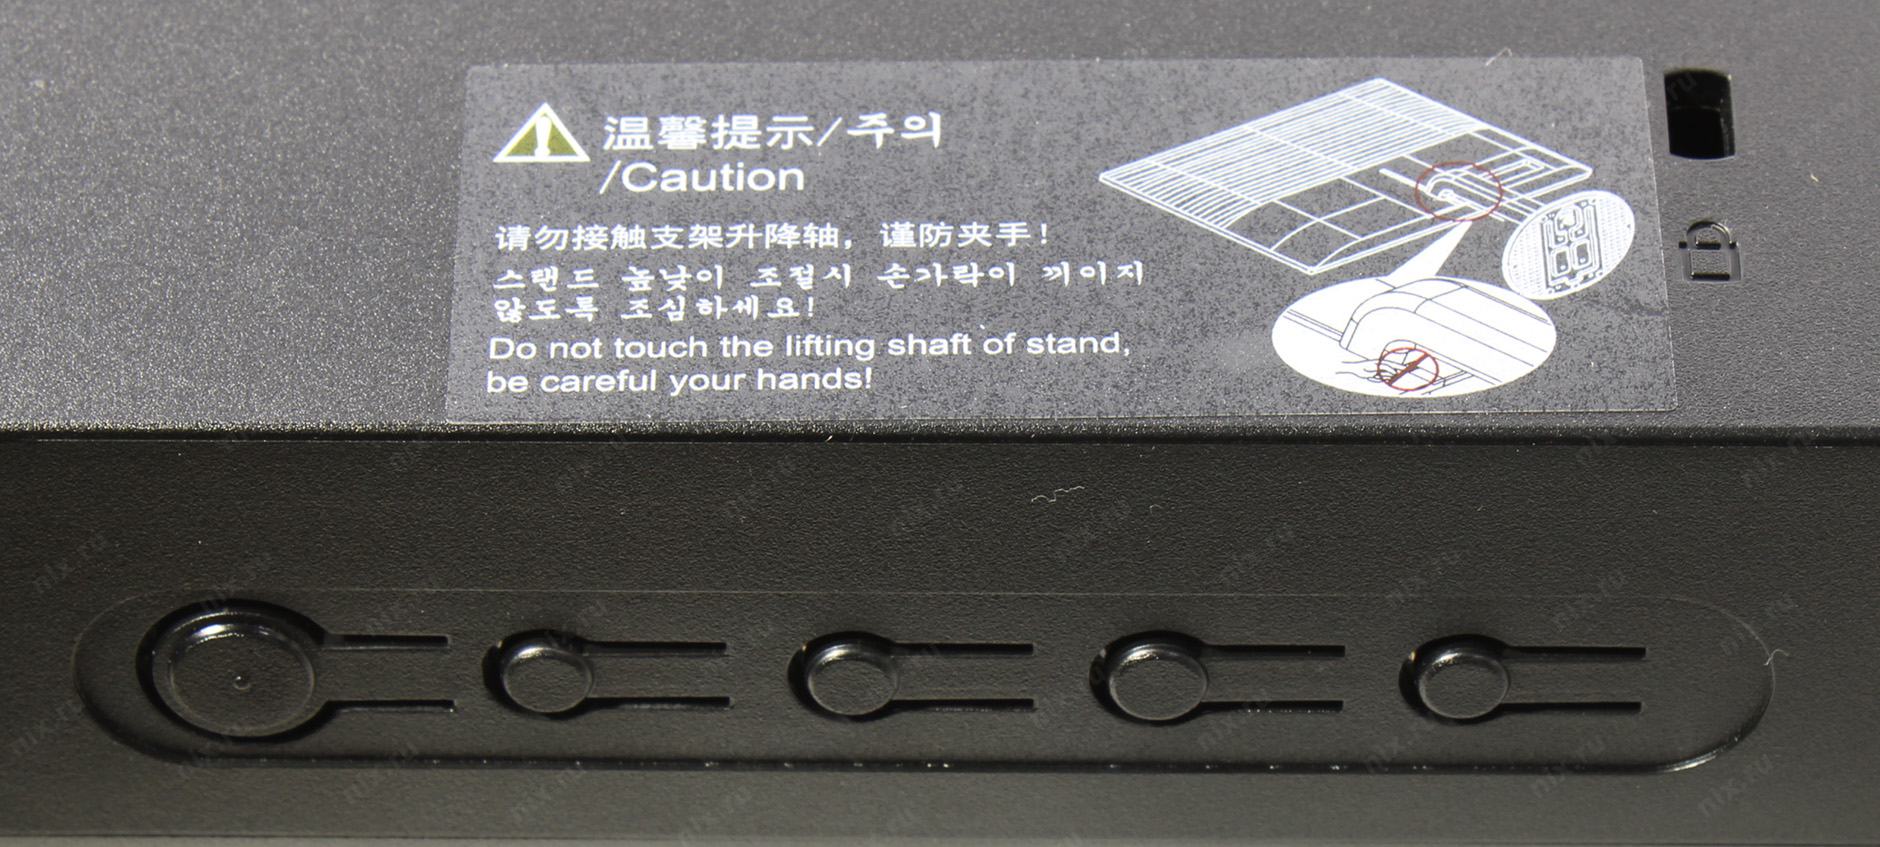 温馨提示/주의
/Caution
请勿接触支架升降轴，谨防夹手！
스탠드 높낮이 조절시 손가락이 끼이지
않도록 조심하세요!
Do not touch the lifting shaft of stand,
be careful your hands!
nix.ru